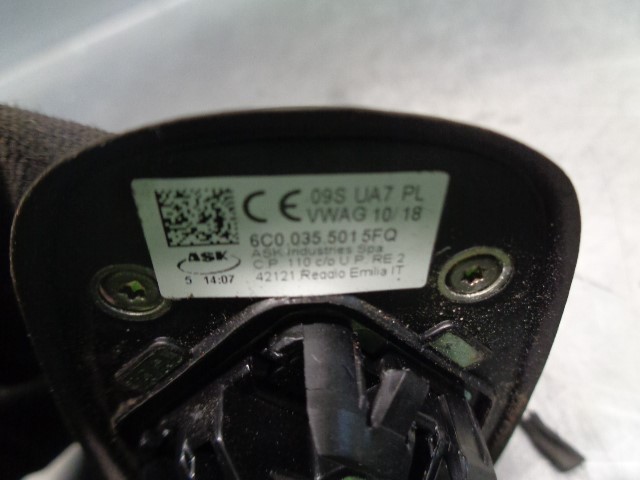 CE 09S UA7 PL
VWAG 10/18
6C0.035.501 5FQ
ASK Industries Spa
C.P. 110 c/o U.P. RE 2
42121 Reggio Emilia IT
ASK
5 14:07